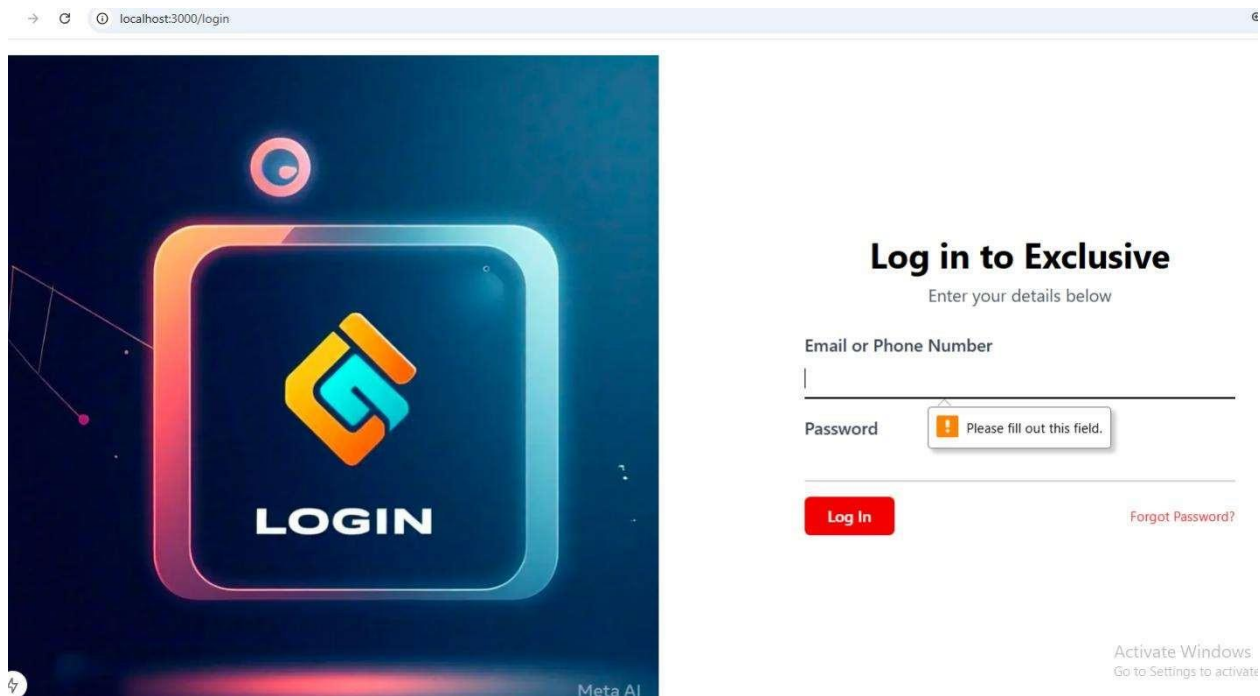 localhost:3000/login
LOGIN
Meta AI
Log in to Exclusive
Enter your details below
Email or Phone Number
Please fill out this field.
Password
Log In
Forgot Password?
Activate Windows
Go to Settings to activate